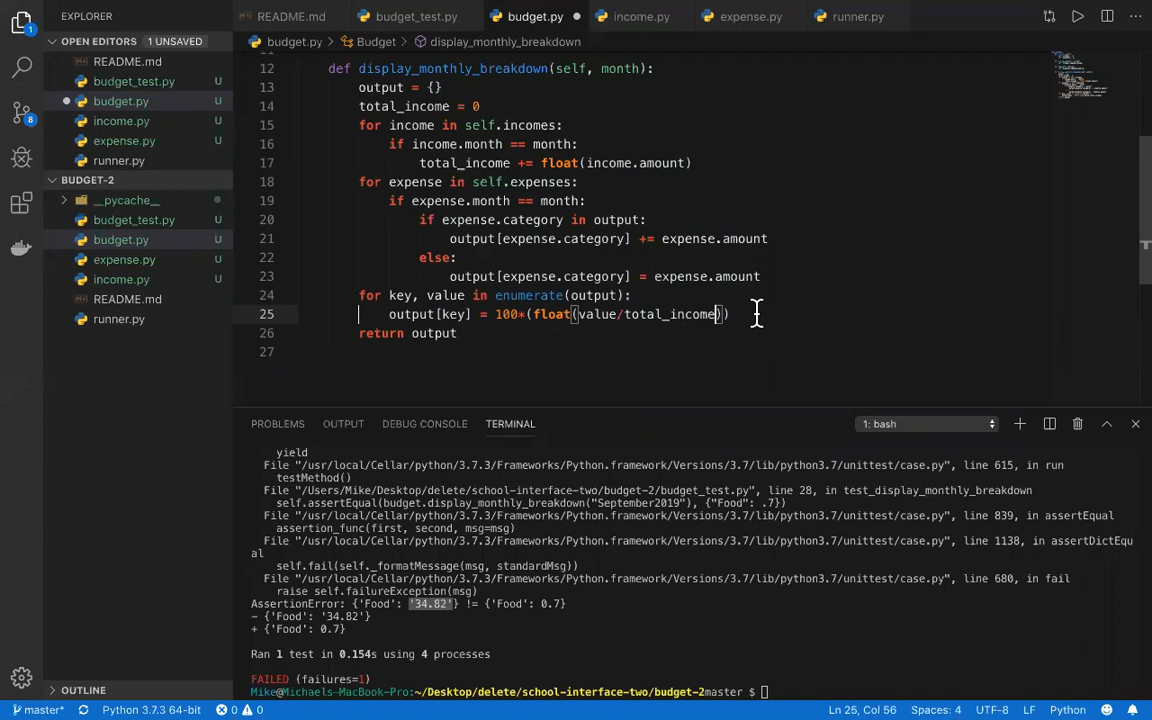 README.md
budget_test.py
budget.py
income.py
expense.py
runner.py
EXPLORER
budget.py > Budget > display_monthly_breakdown
OPEN EDITORS 1 UNSAVED
README.md
budget_test.py U
budget.py U
income.py U
expense.py U
runner.py
BUDGET-2
__pycache__
budget_test.py U
budget.py U
expense.py U
income.py U
README.md
runner.py
OUTLINE
1
8
12 def display_monthly_breakdown(self, month):
13 output = {}
14 total_income = 0
15 for income in self.incomes:
16 if income.month == month:
17 total_income += float(income.amount)
18 for expense in self.expenses:
19 if expense.month == month:
20 if expense.category in output:
21 output[expense.category] += expense.amount
22 else:
23 output[expense.category] = expense.amount
24 for key, value in enumerate(output):
25 output[key] = 100*(float(value/total_income))
26 return output
27
PROBLEMS OUTPUT DEBUG CONSOLE TERMINAL 1: bash
yield
File "/usr/local/Cellar/python/3.7.3/Frameworks/Python.framework/Versions/3.7/lib/python3.7/unittest/case.py", line 615, in run
testMethod()
File "/Users/Mike/Desktop/delete/school-interface-two/budget-2/budget_test.py", line 28, in test_display_monthly_breakdown
self.assertEqual(budget.display_monthly_breakdown("September2019"), {"Food": .7})
File "/usr/local/Cellar/python/3.7.3/Frameworks/Python.framework/Versions/3.7/lib/python3.7/unittest/case.py", line 839, in assertEqual
assertion_func(first, second, msg=msg)
File "/usr/local/Cellar/python/3.7.3/Frameworks/Python.framework/Versions/3.7/lib/python3.7/unittest/case.py", line 1138, in assertDictEqu
al
self.fail(self._formatMessage(msg, standardMsg))
File "/usr/local/Cellar/python/3.7.3/Frameworks/Python.framework/Versions/3.7/lib/python3.7/unittest/case.py", line 680, in fail
raise self.failureException(msg)
AssertionError: {'Food': '34.82'} != {'Food': 0.7}
- {'Food': '34.82'}
+ {'Food': 0.7}
Ran 1 test in 0.154s using 4 processes
FAILED (failures=1)
Mike@Michaels-MacBook-Pro:~/Desktop/delete/school-interface-two/budget-2master $
master* Python 3.7.3 64-bit 0 0 Ln 25, Col 56 Spaces: 4 UTF-8 LF Python